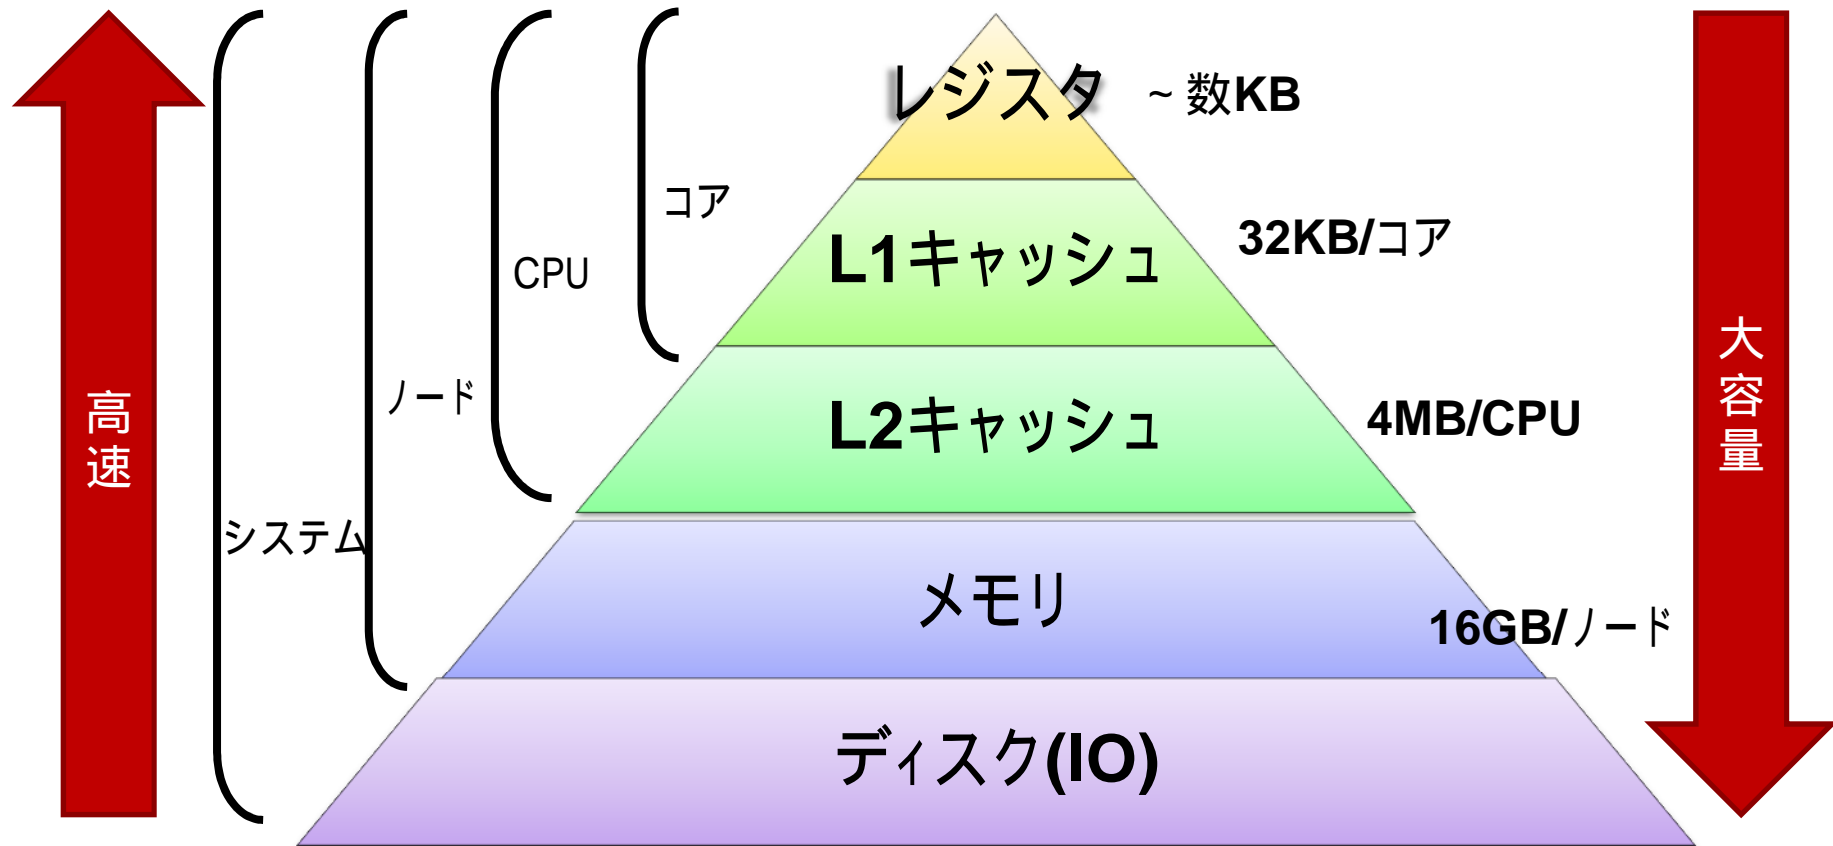 レジスタ
~ 数KB
コア
L1キャッシュ
32KB/コア
CPU
ノード
L2キャッシュ
4MB/CPU
高速
大容量
システム
メモリ
16GB/ノード
ディスク(IO)